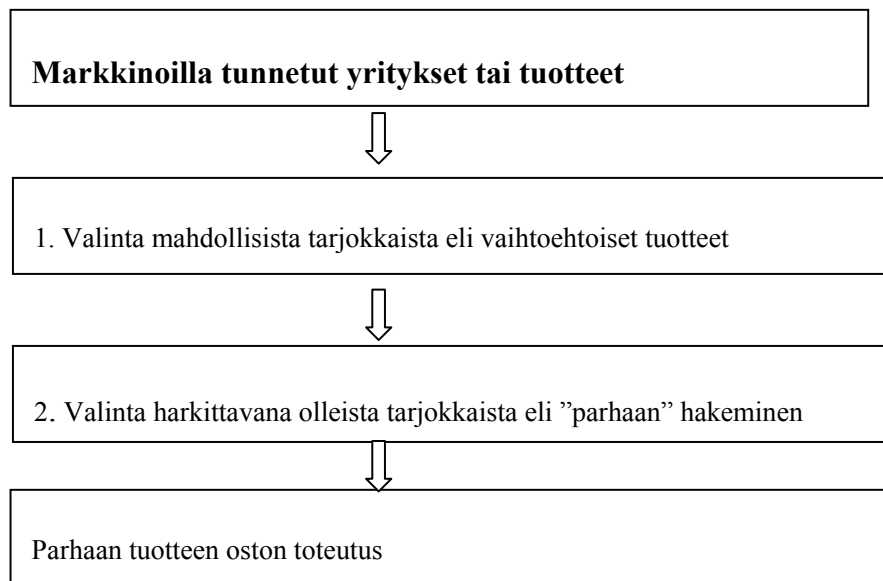 Markkinoilla tunnetut yritykset tai tuotteet
1. Valinta mahdollisista tarjokkaista eli vaihtoehtoiset tuotteet
2. Valinta harkittavana olleista tarjokkaista eli ”parhaan” hakeminen
Parhaan tuotteen oston toteutus